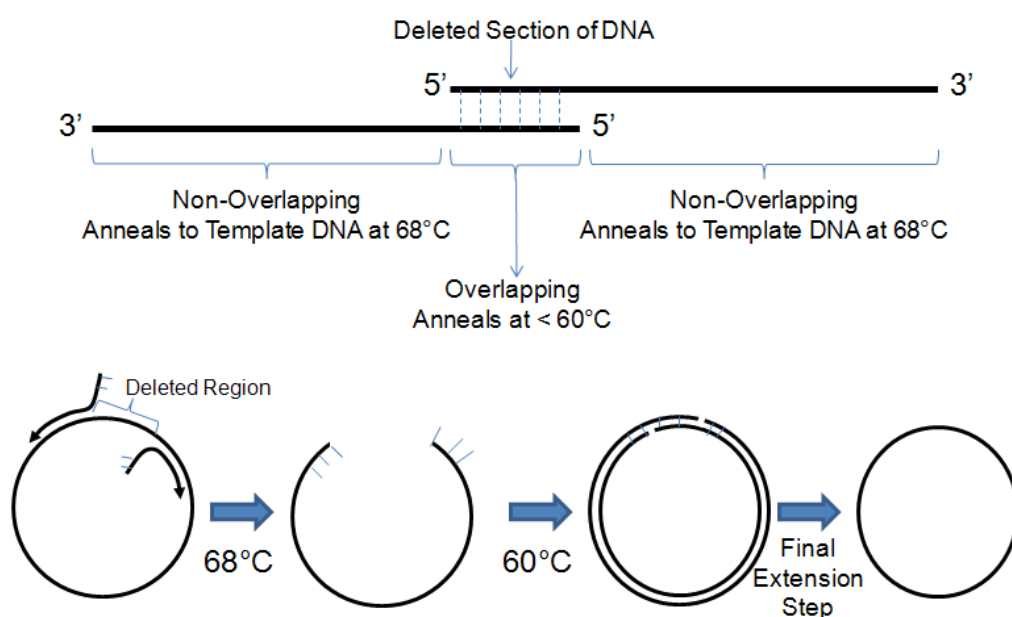 Deleted Section of DNA
5’ 3’
3’ 5’
Non-Overlapping
Anneals to Template DNA at 68°C
Non-Overlapping
Anneals to Template DNA at 68°C
Overlapping
Anneals at < 60°C
Deleted Region
68°C
60°C
Final
Extension
Step